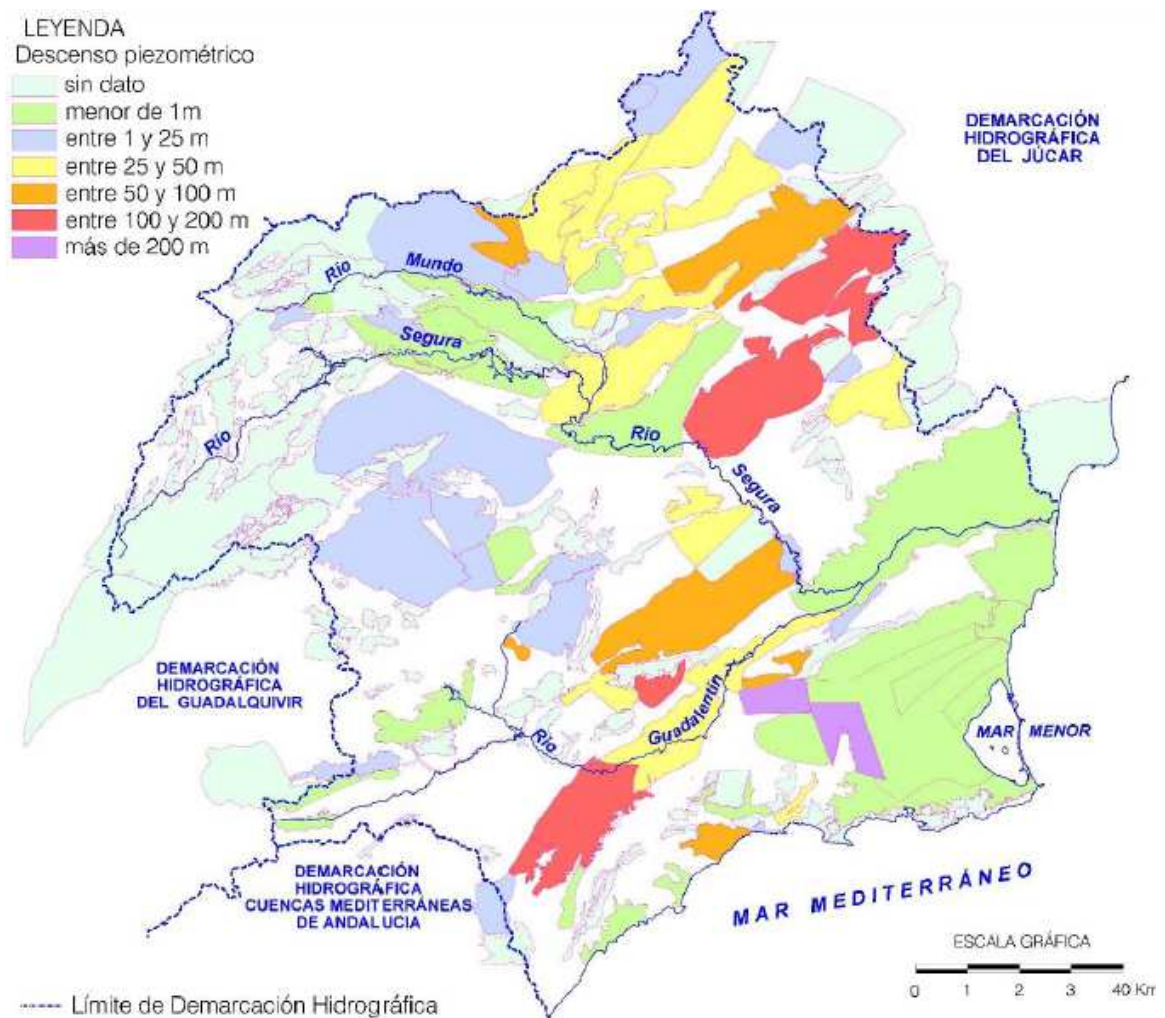 LEYENDA
Descenso piezométrico
sin dato
menor de 1m
entre 1 y 25 m
entre 25 y 50 m
entre 50 y 100 m
entre 100 y 200 m
más de 200 m
DEMARCACIÓN
HIDROGRÁFICA
DEL JÚCAR
Río
Mundo
Segura
Río
Río
Segura
DEMARCACIÓN
HIDROGRÁFICA
DEL GUADALQUIVIR
Guadalentín
Río
MAR MENOR
DEMARCACIÓN
HIDROGRÁFICA
CUENCAS MEDITERRÁNEAS
DE ANDALUCIA
MAR MEDITERRÁNEO
ESCALA GRÁFICA
0 1 2 3 40 Km
Límite de Demarcación Hidrográfica